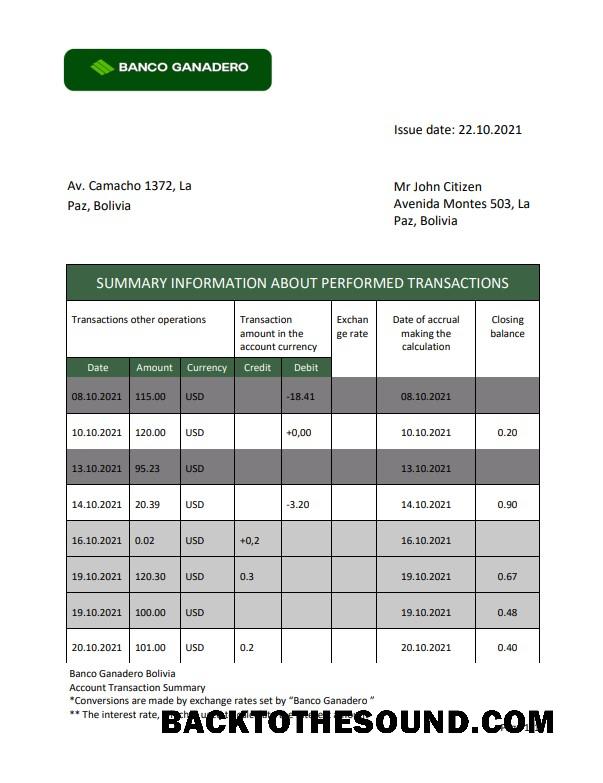 BANCO GANADERO
Issue date: 22.10.2021
Av. Camacho 1372, La
Paz, Bolivia
Mr John Citizen
Avenida Montes 503, La
Paz, Bolivia
SUMMARY INFORMATION ABOUT PERFORMED TRANSACTIONS
Transactions other operations
Transaction
amount in the
account currency
Exchan
ge rate
Date of accrual
making the
calculation
Closing
balance
Date Amount Currency Credit Debit
08.10.2021 115.00 USD -18.41 08.10.2021
10.10.2021 120.00 USD +0,00 10.10.2021 0.20
13.10.2021 95.23 USD 13.10.2021
14.10.2021 20.39 USD -3.20 14.10.2021 0.90
16.10.2021 0.02 USD +0,2 16.10.2021
19.10.2021 120.30 USD 0.3 19.10.2021 0.67
19.10.2021 100.00 USD 19.10.2021 0.48
20.10.2021 101.00 USD 0.2 20.10.2021 0.40
Banco Ganadero Bolivia
Account Transaction Summary
*Conversions are made by exchange rates set by “Banco Ganadero ”
** The interest rate,
BACKTOTHESOUND.COM